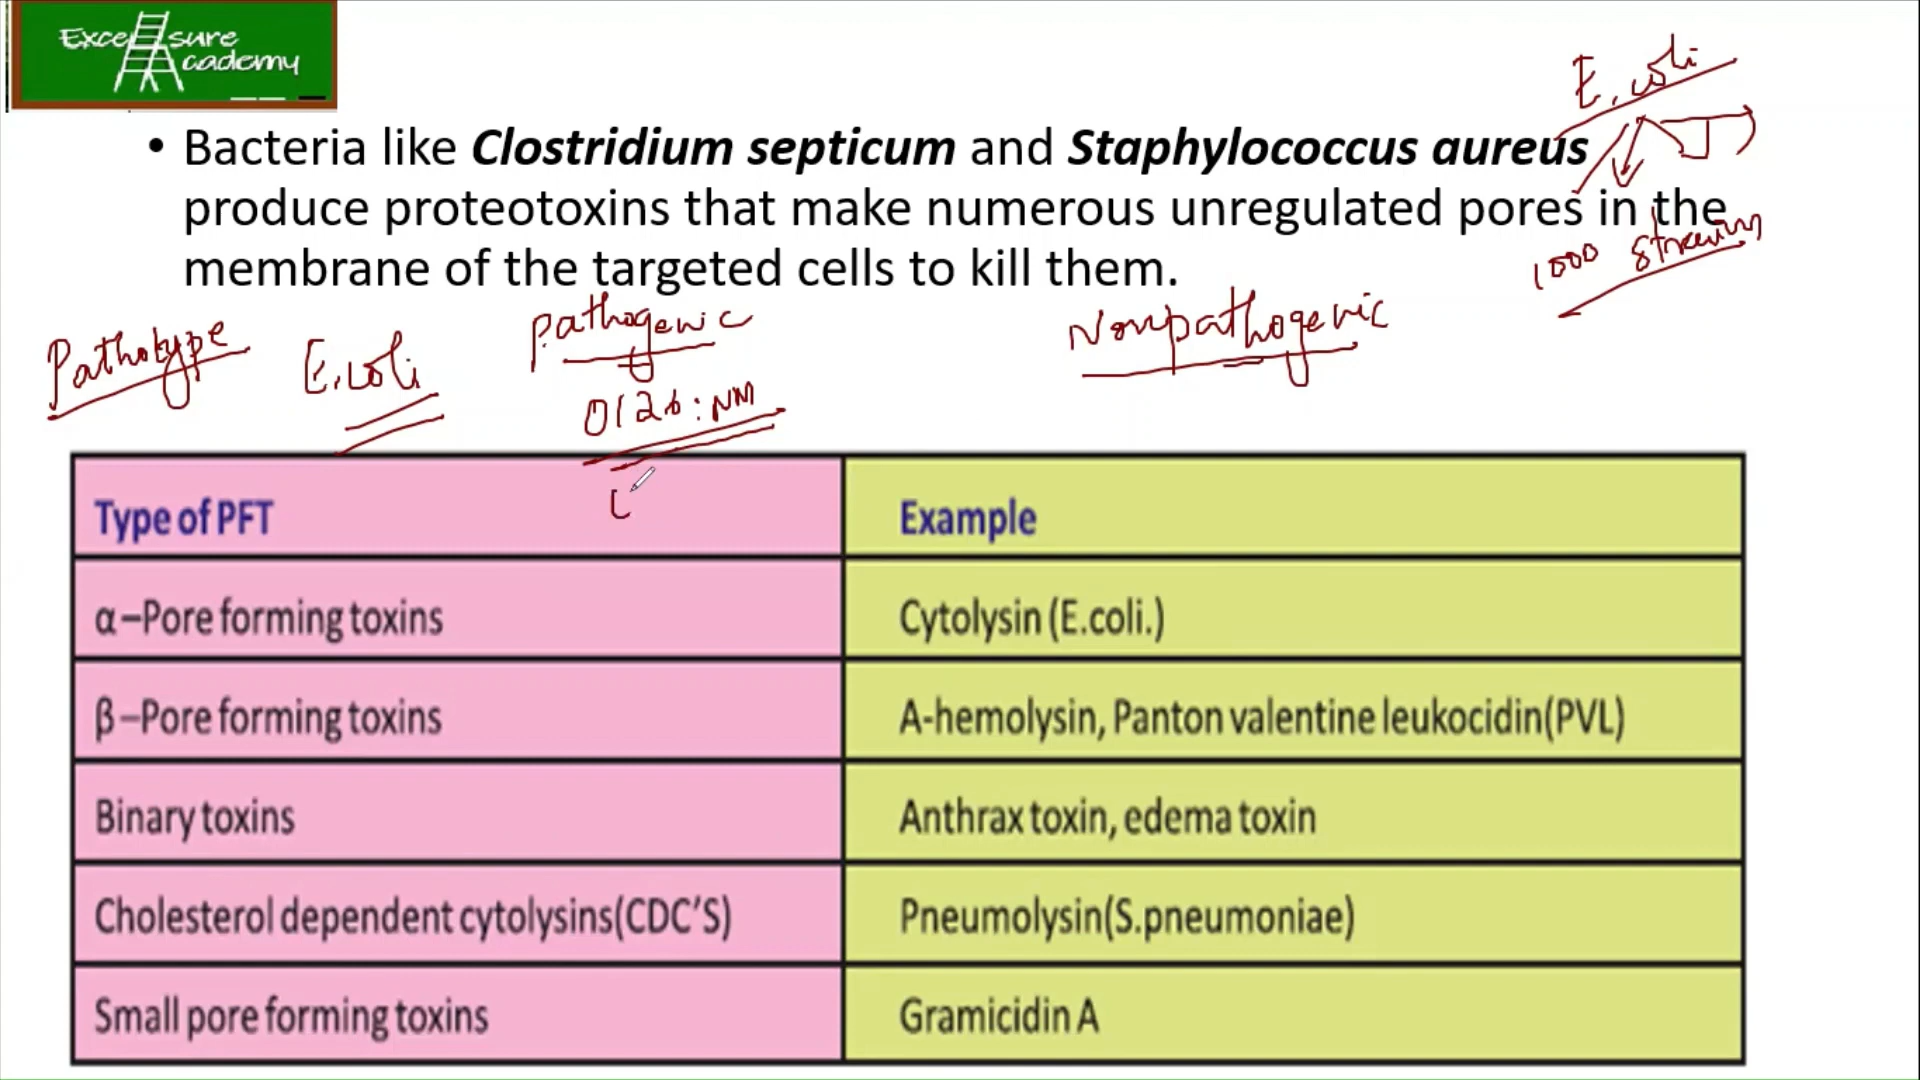 Excel sure
Academy
E.coli
• Bacteria like Clostridium septicum and Staphylococcus aureus
produce proteotoxins that make numerous unregulated pores in the
membrane of the targeted cells to kill them.
1000
Pathotype E.coli Pathogenic Nonpathogenic
0126:NM
Type of PFT Example
α–Pore forming toxins Cytolysin (E.coli.)
β–Pore forming toxins A-hemolysin, Panton valentine leukocidin(PVL)
Binary toxins Anthrax toxin, edema toxin
Cholesterol dependent cytolysins(CDC'S) Pneumolysin(S.pneumoniae)
Small pore forming toxins Gramicidin A